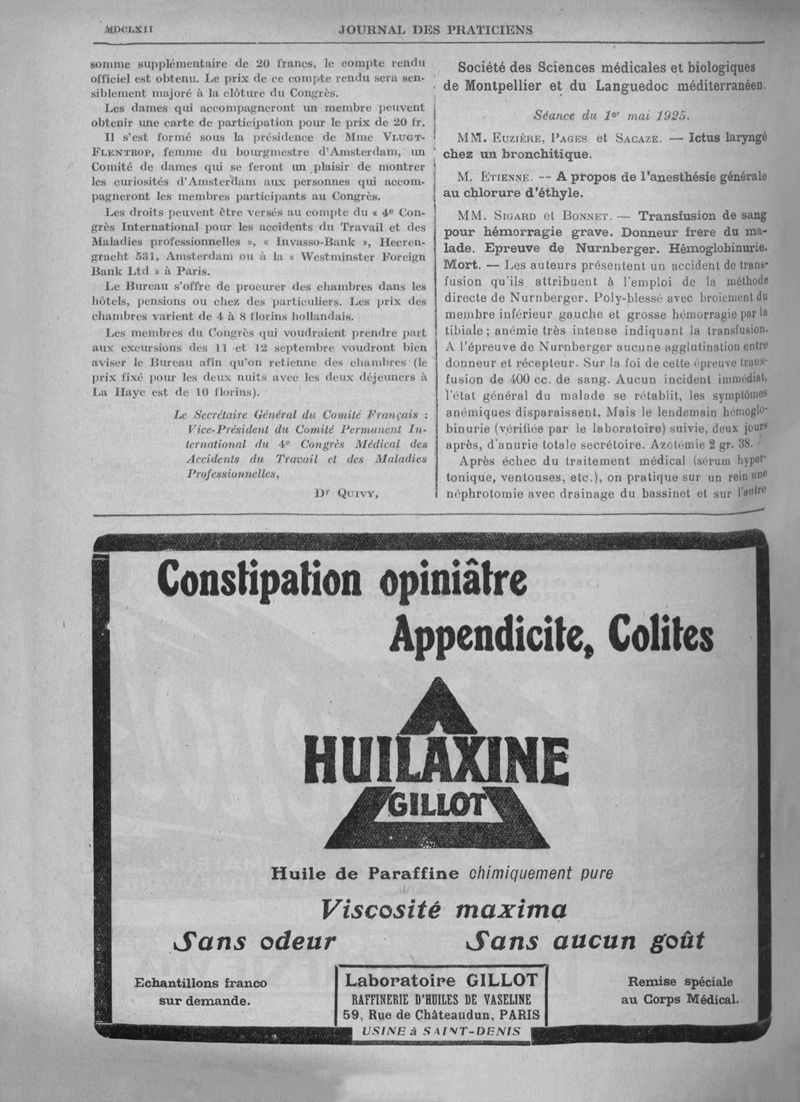 MDCLXII
JOURNAL DES PRATICIENS
somme supplémentaire de 20 francs, le compte rendu
officiel est obtenu. Le prix de ce compte rendu sera sen-
siblement majoré à la clôture du Congrès.
Les dames qui accompagneront un membre peuvent
obtenir une carte de participation pour le prix de 20 fr.
Il s'est formé sous la présidence de Mme VLUGT-
FLENTROP, femme du bourgmestre d'Amsterdam, un
Comité de dames qui se feront un plaisir de montrer
les curiosités d'Amsterdam aux personnes qui accom-
pagneront les membres participants au Congrès.
Les droits peuvent être versés au compte du « 4e Con-
grès International pour les accidents du Travail et des
Maladies professionnelles », « Invasso-Bank », Heeren-
gracht 531, Amsterdam ou à la « Westminster Foreign
Bank Ltd » à Paris.
Le Bureau s'offre de procurer des chambres dans les
hôtels, pensions ou chez des particuliers. Les prix des
chambres varient de 4 à 8 florins hollandais.
Les membres du Congrès qui voudraient prendre part
aux excursions des 11 et 12 septembre voudront bien
aviser le Bureau afin qu'on retienne des chambres (le
prix fixé pour les deux nuits avec les deux déjeuners à
La Haye est de 10 florins).
Le Secrétaire Général du Comité Français :
Vice-Président du Comité Permanent In-
ternational du 4e Congrès Médical des
Accidents du Travail et des Maladies
Professionnelles,
Dr QUIVY,
Société des Sciences médicales et biologiques
de Montpellier et du Languedoc méditerranéen.
Séance du 1er mai 1925.
MM. EUZIÈRE, PAGES et SACAZE. — Ictus laryngé
chez un bronchitique.
M. ETIENNE. -- A propos de l'anesthésie générale
au chlorure d'éthyle.
MM. SIGARD et BONNET. — Transfusion de sang
pour hémorragie grave. Donneur frere du ma-
lade. Epreuve de Nurnberger. Hémoglobinurie.
Mort. — Les auteurs présentent un accident de trans-
fusion qu'ils attribuent à l'emploi de la méthode
directe de Nurnberger. Poly-blessé avec broiement du
membre inférieur gauche et grosse hémorragie par la
tibiale ; anémie très intense indiquant la transfusion.
A l'épreuve de Nurnberger aucune agglutination entre
donneur et récepteur. Sur la foi de cette épreuve trans-
fusion de 400 cc. de sang. Aucun incident immédiat,
l'état général du malade se rétablit, les symptômes
anémiques disparaissent. Mais le lendemain hémoglo-
binurie (vérifiée par le laboratoire) suivie, deux jours
après, d'anurie totale secrétoire. Azotémie 2 gr. 38.
Après échec du traitement médical (sérum hyper-
tonique, ventouses, etc.), on pratique sur un rein une
néphrotomie avec drainage du bassinet et sur l'autre
Constipation opiniâtre
Appendicite, Colites
HUILAXINE
GILLOT
Huile de Paraffine chimiquement pure
Viscosité maxima
Sans odeur
Sans aucun goût
Echantillons franco
sur demande.
Laboratoire GILLOT
RAFFINERIE D'HUILES DE VASELINE
59, Rue de Châteaudun, PARIS
USINE à SAINT-DENIS
Remise spéciale
au Corps Médical.